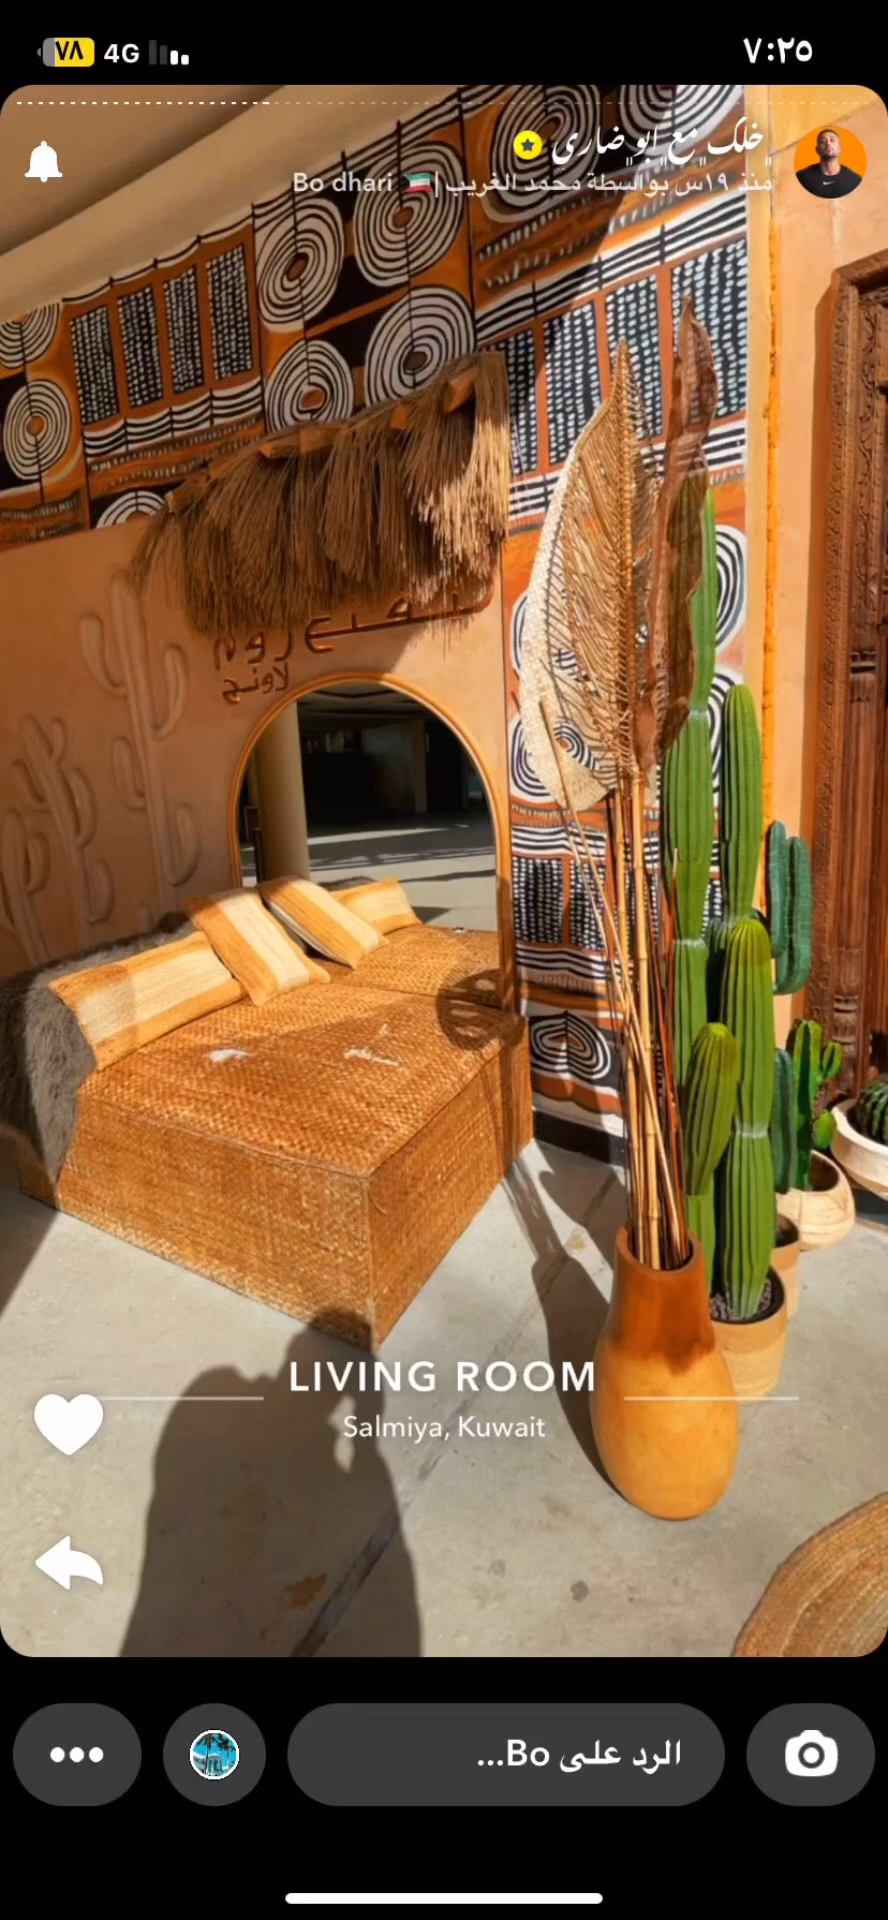 ٧:٢٥
4G
٧٨
خلك مع ابو ضاري
منذ ١٩س بواسطة محمد الغريب | Bo dhari
ليفينج روم
لاونج
LIVING ROOM
Salmiya, Kuwait
الرد على Bo...